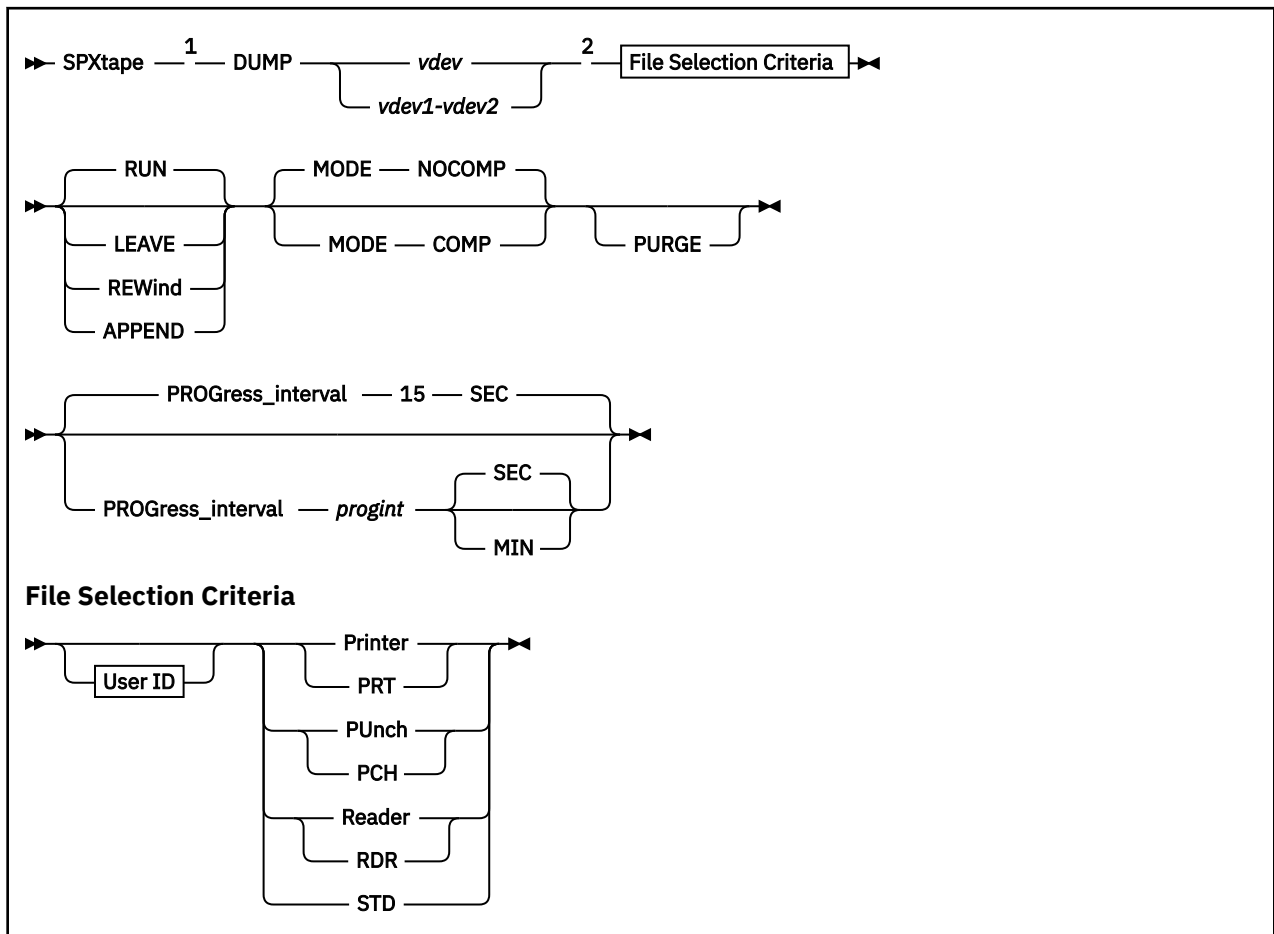 SPXtape 1 DUMP vdev 2 File Selection Criteria
vdev1-vdev2
RUN MODE NOCOMP
LEAVE MODE COMP PURGE
REWind
APPEND
PROGress_interval 15 SEC
SEC
PROGress_interval progint
MIN
File Selection Criteria
Printer
User ID PRT
PUnch
PCH
Reader
RDR
STD